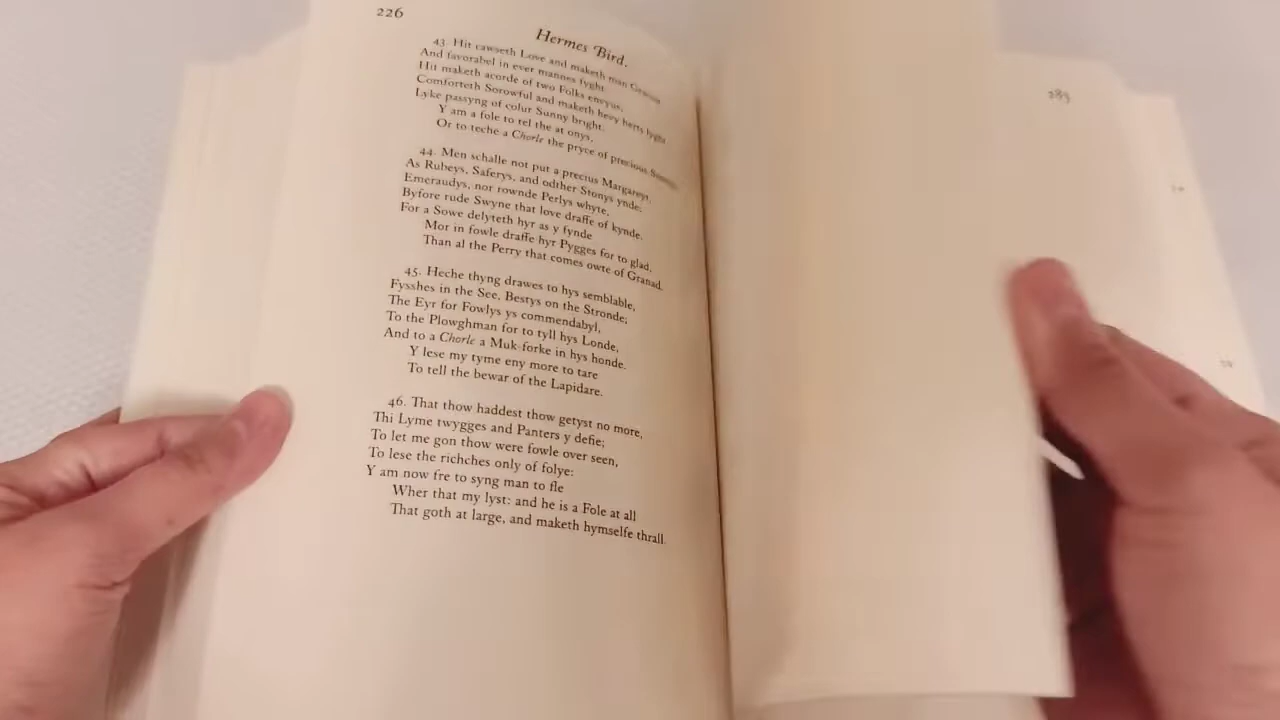 226
Hermes Bird.
43. Hit cawseth Love and maketh man Gracius
And favorabel in ever mannes syght
Hit maketh acorde of two Folks envyus,
Comforteth Sorowful and maketh hevy herts lyght
Lyke passyng of colur Sunny bright.
Y am a fole to tel the at onys,
Or to teche a Chorle the pryce of precious
44. Men schalle not put a precius Margareyt,
As Rubeys, Saferys, and odther Stonys ynde;
Emeraudys, nor rownde Perlys whyte,
Byfore rude Swyne that love draffe of kynde.
For a Sowe delyteth hyr as y fynde
Mor in fowle draffe hyr Pygges for to glad,
Than al the Perry that comes owte of Granad.
45. Heche thyng drawes to hys semblable,
Fysshes in the See, Bestys on the Stronde;
The Eyr for Fowlys ys commendabyl,
To the Plowghman for to tyll hys Londe,
And to a Chorle a Muk-forke in hys honde.
Y lese my tyme eny more to tare
To tell the bewar of the Lapidare.
46. That thow haddest thow getyst no more,
Thi Lyme twygges and Panters y defie;
To let me gon thow were fowle over seen,
To lese the richches only of folye:
Y am now fre to syng man to fle
Wher that my lyst: and he is a Fole at all
That goth at large, and maketh hymselfe thrall.